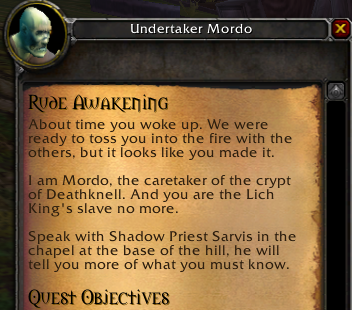 Undertaker Mordo
Rude Awakening
About time you woke up. We were
ready to toss you into the fire with the
others, but it looks like you made it.
I am Mordo, the caretaker of the crypt
of Deathknell. And you are the Lich
King's slave no more.
Speak with Shadow Priest Sarvis in the
chapel at the base of the hill, he will
tell you more of what you must know.
Quest Objectives